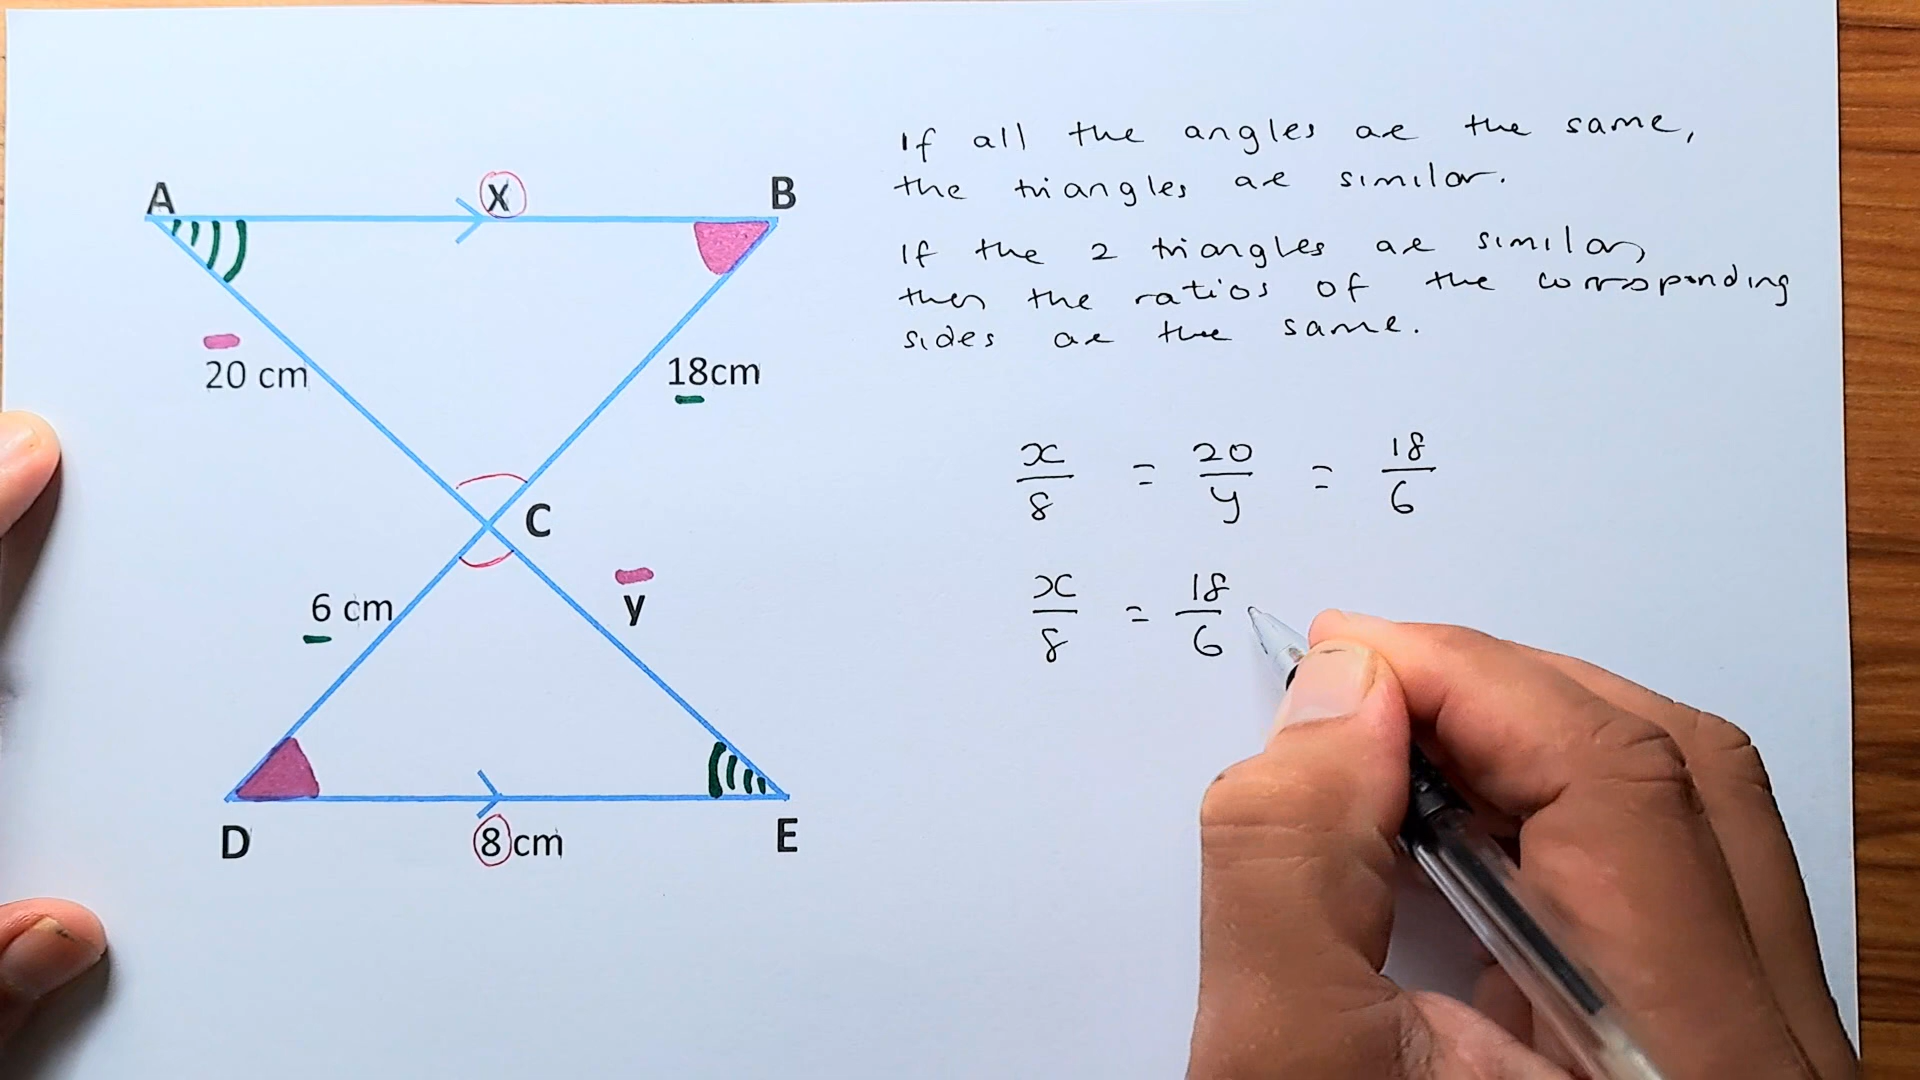 A
X
B
20 cm
18cm
C
6 cm
y
D
8 cm
E
If all the angles are the same,
the triangles are similar.
If the 2 triangles are similar,
then the ratios of the corrosponding
sides are the same.
x/8 = 20/y = 18/6
x/8 = 18/6